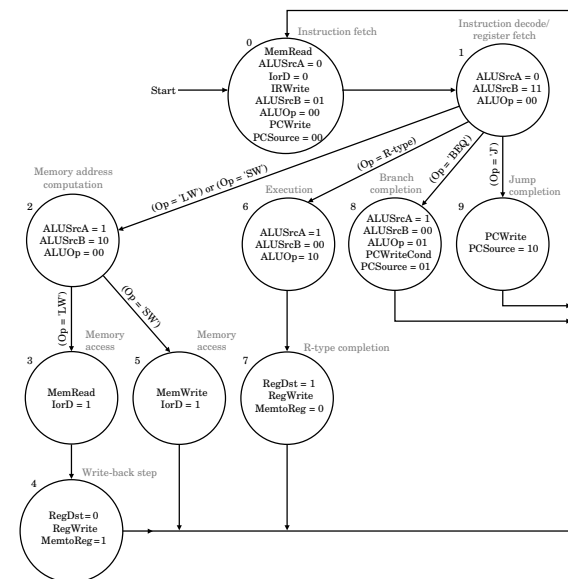 Instruction fetch
0
MemRead
ALUSrcA = 0
IorD = 0
IRWrite
ALUSrcB = 01
ALUOp = 00
PCWrite
PCSource = 00
Start
Instruction decode/
register fetch
1
ALUSrcA = 0
ALUSrcB = 11
ALUOp = 00
(Op = 'LW') or (Op = 'SW')
(Op = R-type)
(Op = 'BEQ')
(Op = 'J')
Memory address
computation
2
ALUSrcA = 1
ALUSrcB = 10
ALUOp = 00
Execution
6
ALUSrcA =1
ALUSrcB = 00
ALUOp = 10
Branch
completion
8
ALUSrcA = 1
ALUSrcB = 00
ALUOp = 01
PCWriteCond
PCSource = 01
Jump
completion
9
PCWrite
PCSource = 10
(Op = 'LW')
(Op = 'SW')
Memory
access
3
MemRead
IorD = 1
Memory
access
5
MemWrite
IorD = 1
R-type completion
7
RegDst = 1
RegWrite
MemtoReg = 0
Write-back step
4
RegDst=0
RegWrite
MemtoReg=1